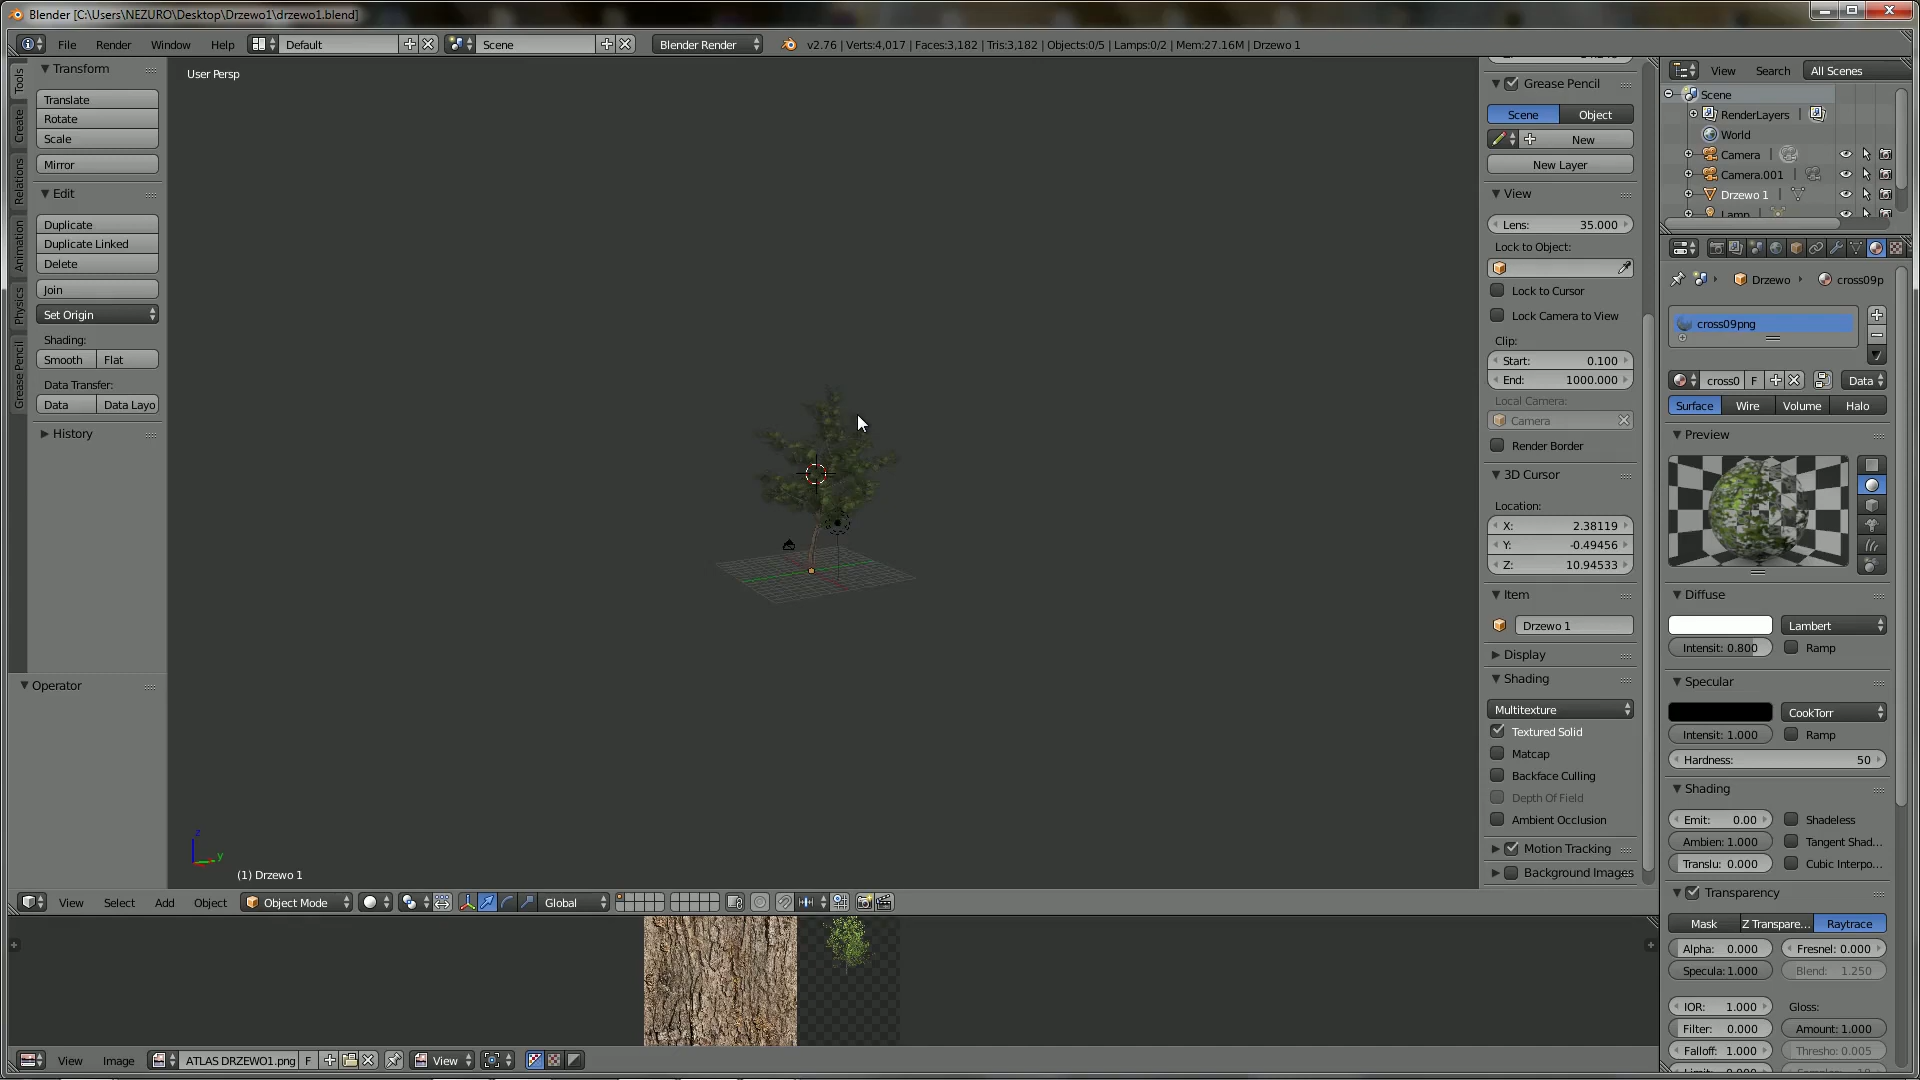 Blender [C:\Users\NEZURO\Desktop\Drzewo1\drzewo1.blend]
File Render Window Help Default Scene Blender Render v2.76 | Verts:4,017 | Faces:3,182 | Tris:3,182 | Objects:0/5 | Lamps:0/2 | Mem:27.16M | Drzewo 1
Tools
Create
Relations
Animation
Physics
Grease Pencil
Transform
Translate
Rotate
Scale
Mirror
Edit
Duplicate
Duplicate Linked
Delete
Join
Set Origin
Shading:
Smooth Flat
Data Transfer:
Data Data Layo
History
Operator
User Persp
z
y
(1) Drzewo 1
Grease Pencil
Scene Object
New
New Layer
View
Lens: 35.000
Lock to Object:
Lock to Cursor
Lock Camera to View
Clip:
Start: 0.100
End: 1000.000
Local Camera:
Camera
Render Border
3D Cursor
Location:
X: 2.38119
Y: -0.49456
Z: 10.94533
Item
Drzewo 1
Display
Shading
Multitexture
Textured Solid
Matcap
Backface Culling
Depth Of Field
Ambient Occlusion
Motion Tracking
Background Images
View Search All Scenes
Scene
RenderLayers
World
Camera
Camera.001
Drzewo 1
Lamp
Drzewo cross09p
cross09png
cross0 F Data
Surface Wire Volume Halo
Preview
Diffuse
Lambert
Intensit: 0.800 Ramp
Specular
CookTorr
Intensit: 1.000 Ramp
Hardness: 50
Shading
Emit: 0.00 Shadeless
Ambien: 1.000 Tangent Shad...
Translu: 0.000 Cubic Interpo...
Transparency
Mask Z Transpare... Raytrace
Alpha: 0.000 Fresnel: 0.000
Specula: 1.000 Blend: 1.250
IOR: 1.000 Gloss:
Filter: 0.000 Amount: 1.000
Falloff: 1.000 Thresho: 0.005
View Select Add Object Object Mode Global
View Image ATLAS DRZEWO1.png F View